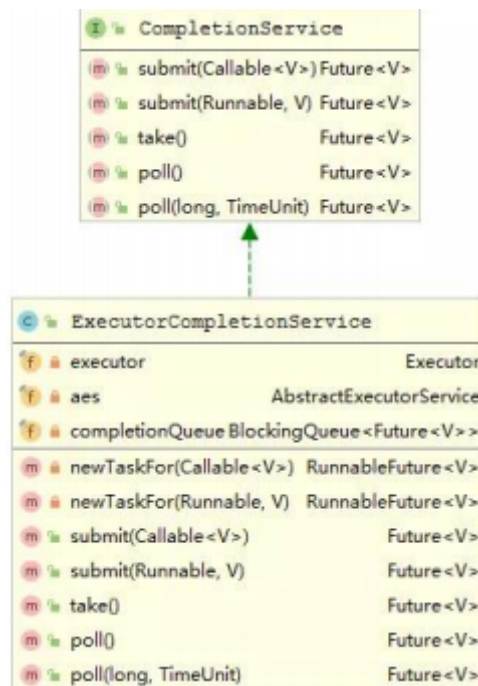 CompletionService
submit(Callable<V>) Future<V>
submit(Runnable, V) Future<V>
take() Future<V>
poll() Future<V>
poll(long, TimeUnit) Future<V>
ExecutorCompletionService
executor Executor
aes AbstractExecutorService
completionQueue BlockingQueue<Future<V>>
newTaskFor(Callable<V>) RunnableFuture<V>
newTaskFor(Runnable, V) RunnableFuture<V>
submit(Callable<V>) Future<V>
submit(Runnable, V) Future<V>
take() Future<V>
poll() Future<V>
poll(long, TimeUnit) Future<V>